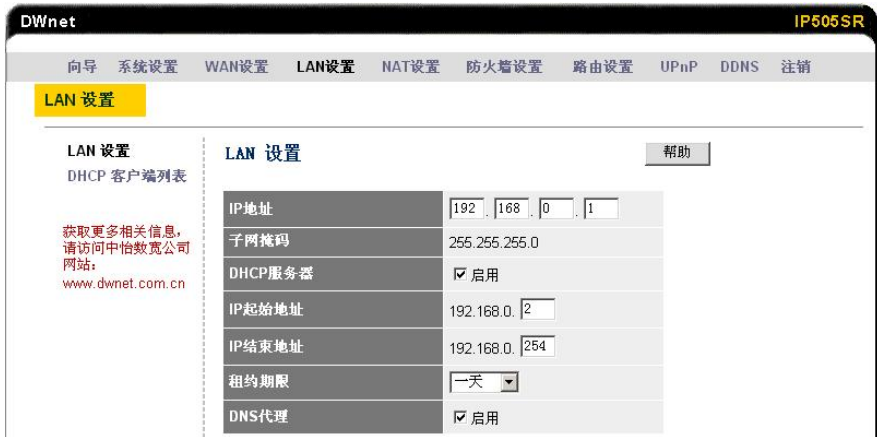 DWnet IP505SR
向导 系统设置 WAN设置 LAN设置 NAT设置 防火墙设置 路由设置 UPnP DDNS 注销
LAN 设置
LAN 设置
DHCP 客户端列表
获取更多相关信息，
请访问中怡数宽公司
网站：
www.dwnet.com.cn
LAN 设置 帮助
IP地址 192 . 168 . 0 . 1
子网掩码 255.255.255.0
DHCP服务器 启用
IP起始地址 192.168.0. 2
IP结束地址 192.168.0. 254
租约期限 一天
DNS代理 启用